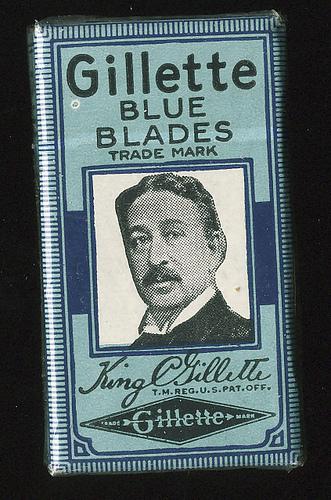 Gillette
BLUE
BLADES
TRADE MARK
King C Gillette
T.M. REG. U.S. PAT. OFF.
TRADE Gillette MARK